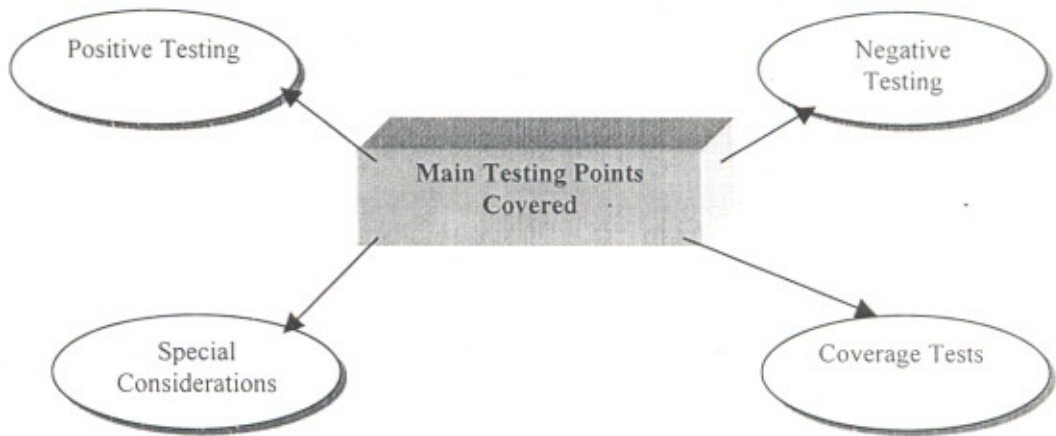 Positive Testing
Negative
Testing
Main Testing Points
Covered
Special
Considerations
Coverage Tests